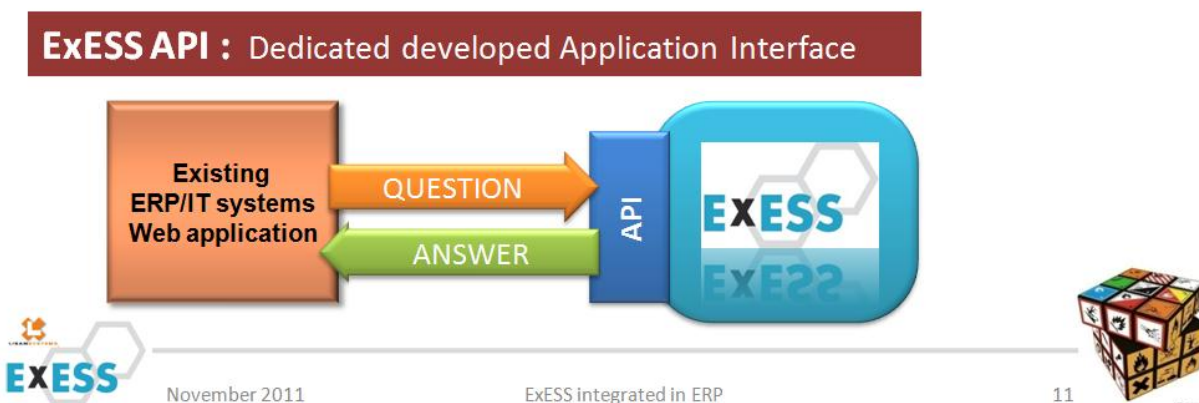 ExESS API : Dedicated developed Application Interface
Existing
ERP/IT systems
Web application
QUESTION
ANSWER
API
ExESS
ExESS
November 2011
ExESS integrated in ERP
11